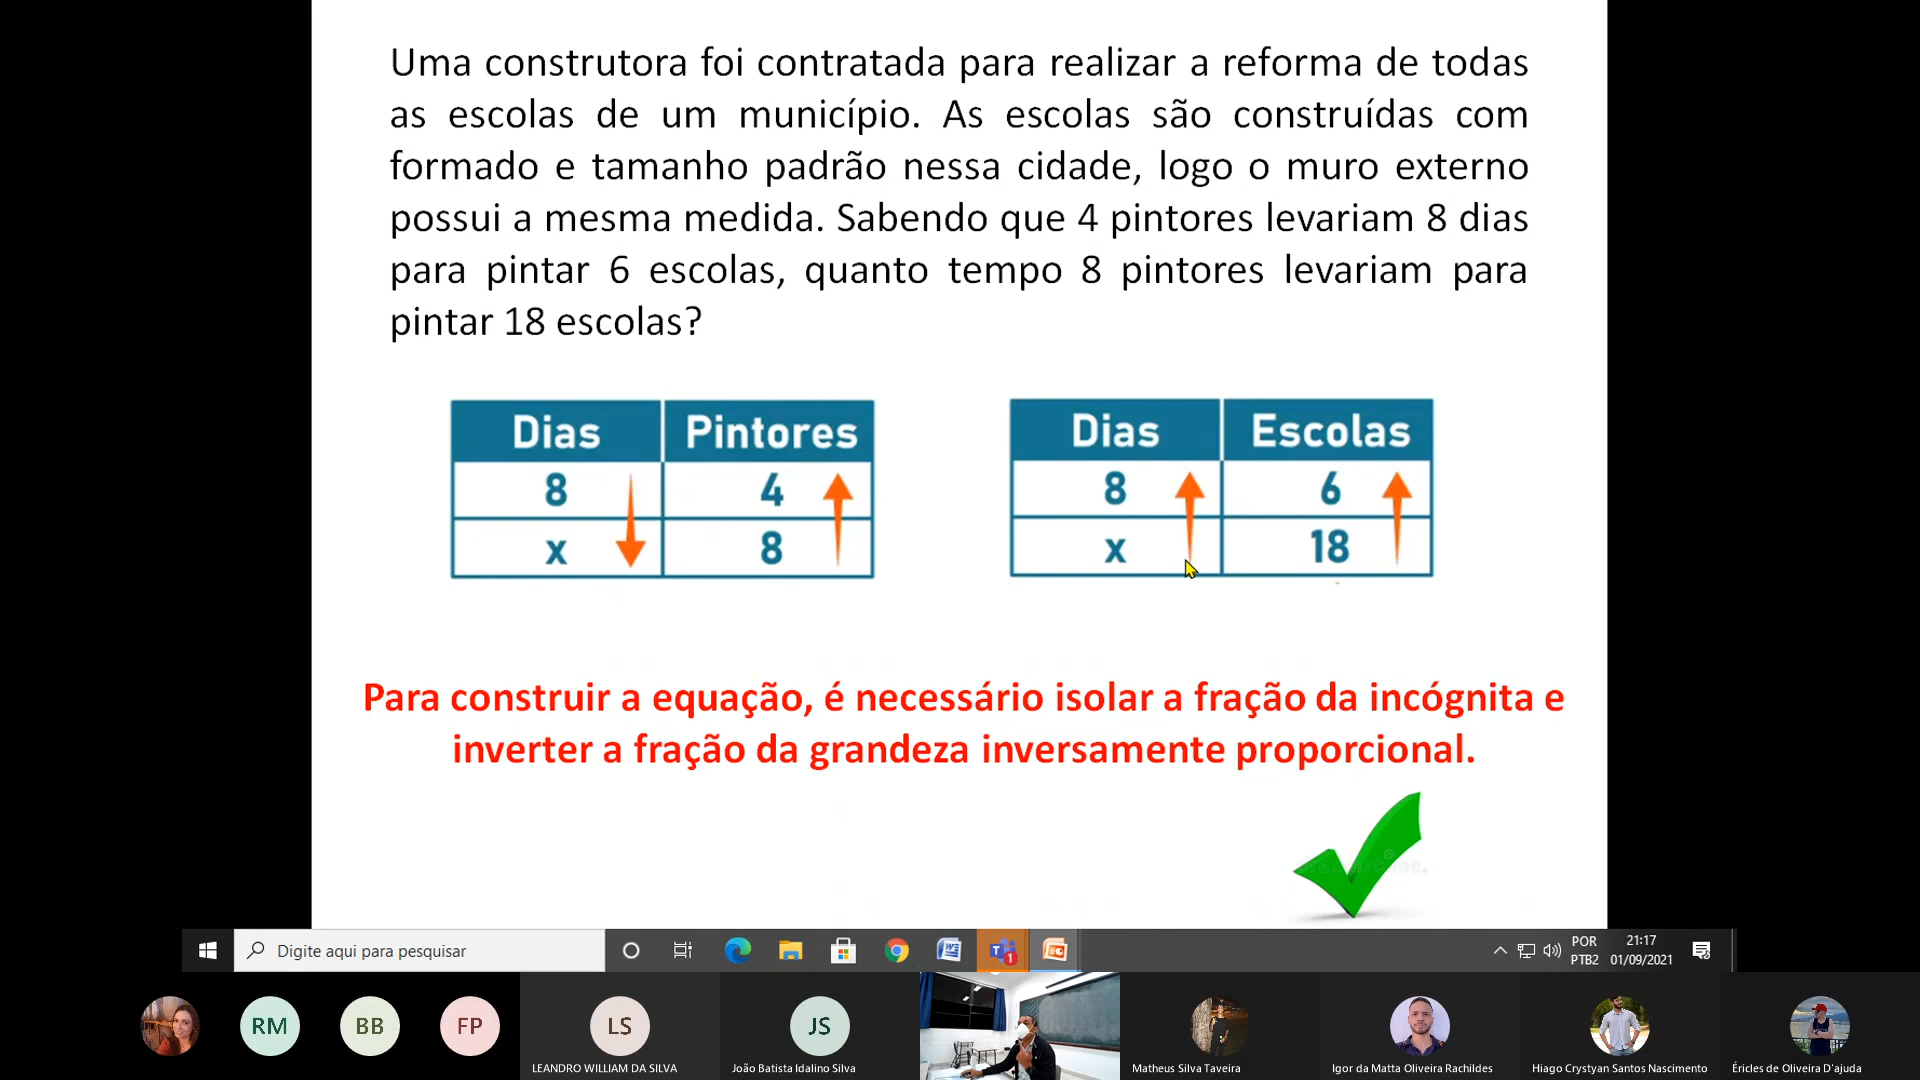 Uma construtora foi contratada para realizar a reforma de todas
as escolas de um município. As escolas são construídas com
formado e tamanho padrão nessa cidade, logo o muro externo
possui a mesma medida. Sabendo que 4 pintores levariam 8 dias
para pintar 6 escolas, quanto tempo 8 pintores levariam para
pintar 18 escolas?
Dias Pintores
8 4
x 8
Dias Escolas
8 6
x 18
Para construir a equação, é necessário isolar a fração da incógnita e
inverter a fração da grandeza inversamente proporcional.
Digite aqui para pesquisar
1
POR
PTB2
21:17
01/09/2021
RM
BB
FP
LS
LEANDRO WILLIAM DA SILVA
JS
João Batista Idalino Silva
Matheus Silva Taveira
Igor da Matta Oliveira Rachildes
Hiago Crystyan Santos Nascimento
Éricles de Oliveira D'ajuda